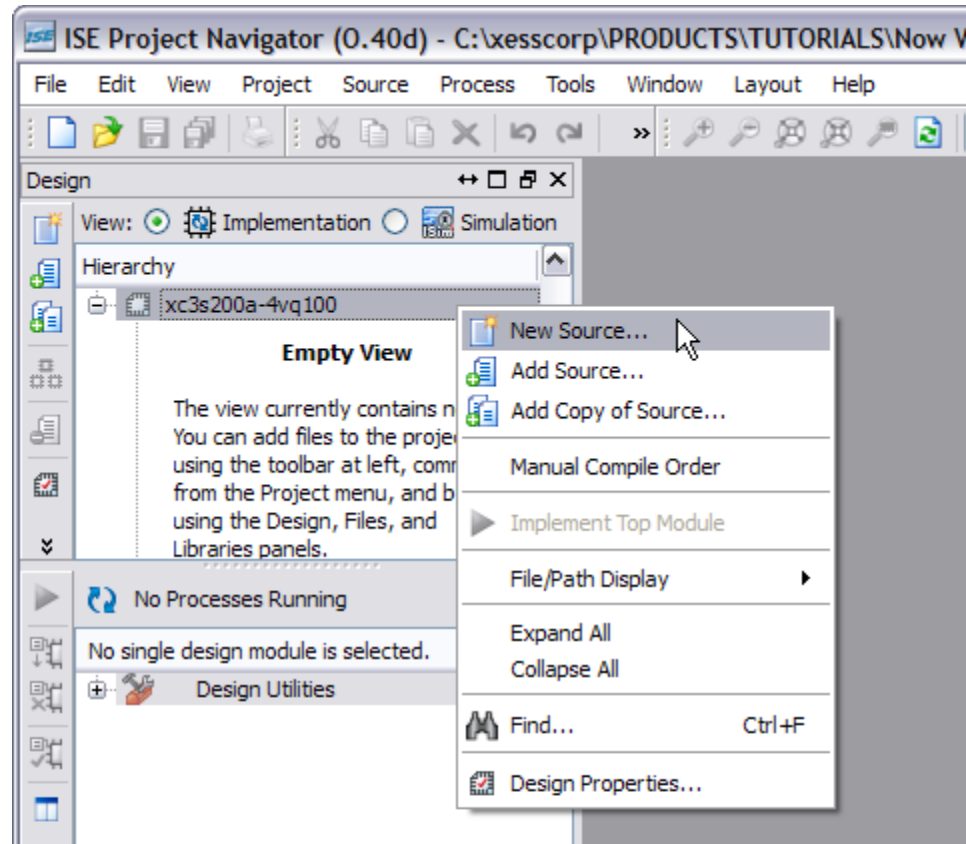 ISE Project Navigator (0.40d) - C:\xesscorp\PRODUCTS\TUTORIALS\Now
File Edit View Project Source Process Tools Window Layout Help
Design
View: Implementation Simulation
Hierarchy
xc3s200a-4vq100
Empty View
The view currently contains
You can add files to the
using the toolbar at left,
from the Project menu, and
using the Design, Files, and
Libraries panels.
No Processes Running
No single design module is selected.
Design Utilities
New Source...
Add Source...
Add Copy of Source...
Manual Compile Order
Implement Top Module
File/Path Display
Expand All
Collapse All
Find... Ctrl+F
Design Properties...